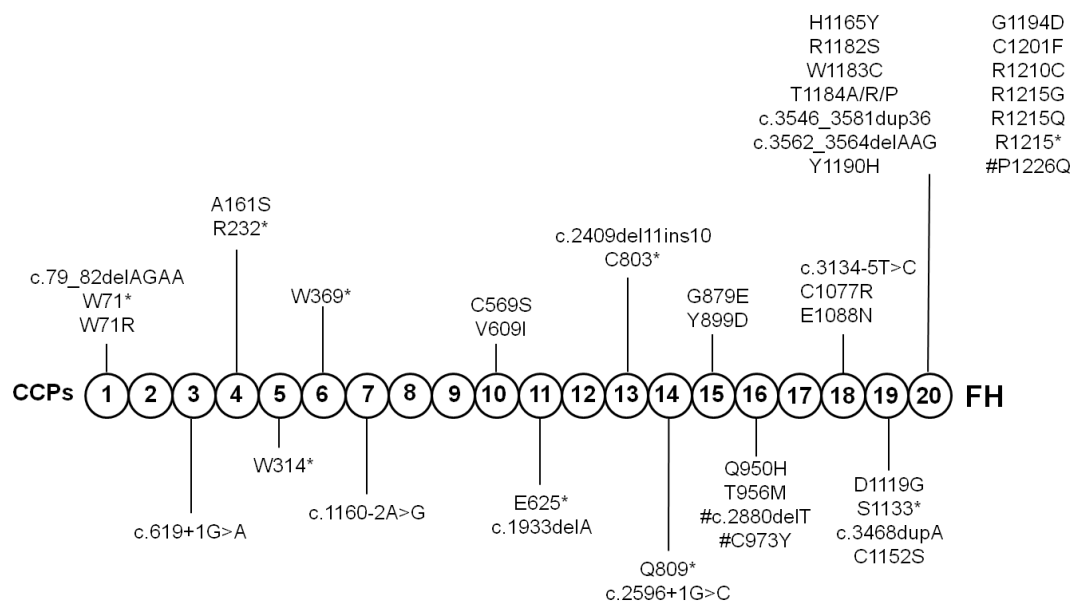 H1165Y
R1182S
W1183C
T1184A/R/P
c.3546_3581dup36
c.3562_3564delAAG
Y1190H
G1194D
C1201F
R1210C
R1215G
R1215Q
R1215*
#P1226Q
A161S
R232*
c.79_82delAGAA
W71*
W71R
W369*
C569S
V609I
c.2409del11ins10
C803*
G879E
Y899D
c.3134-5T>C
C1077R
E1088N
CCPs 1 2 3 4 5 6 7 8 9 10 11 12 13 14 15 16 17 18 19 20 FH
c.619+1G>A
W314*
c.1160-2A>G
E625*
c.1933delA
Q809*
c.2596+1G>C
Q950H
T956M
#c.2880delT
#C973Y
D1119G
S1133*
c.3468dupA
C1152S